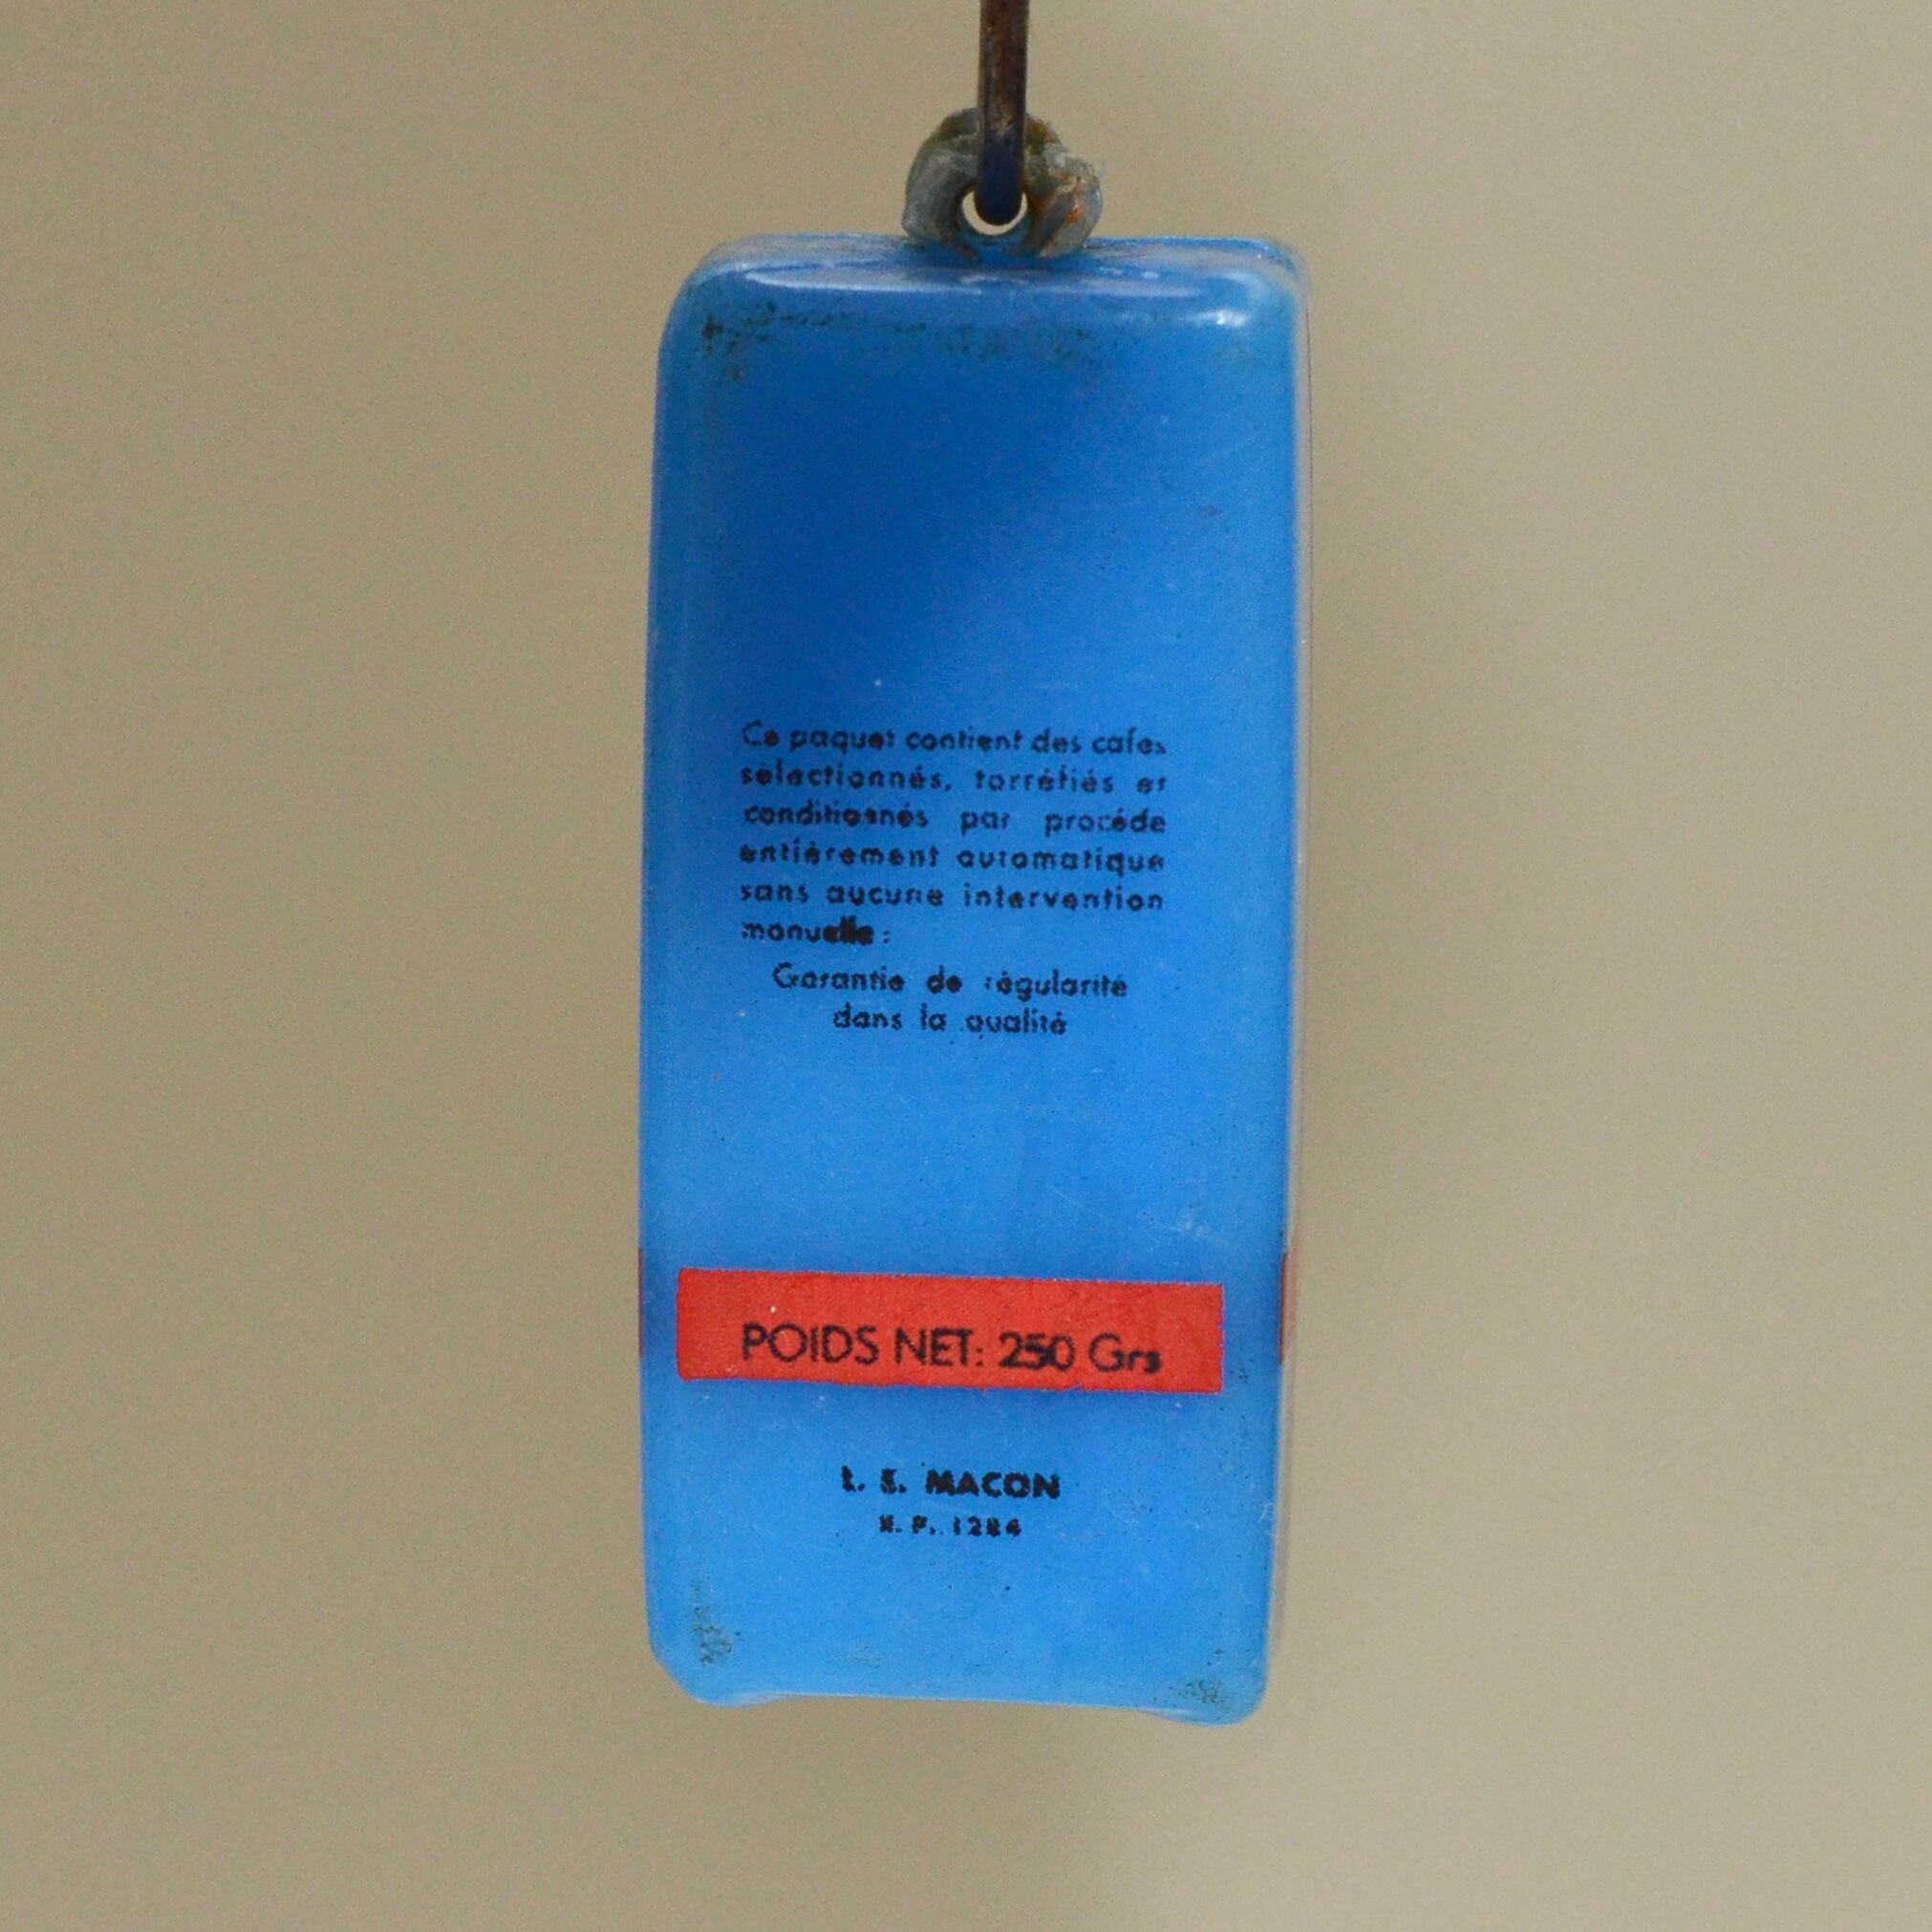 Ce paquet contient des cafes
sélectionnés, torréfiés et
conditionnés par procéde
entièrement automatique
sans aucune intervention
manuelle :
Garantie de régularité
dans la qualité
POIDS NET: 250 Grs
MACON
1284